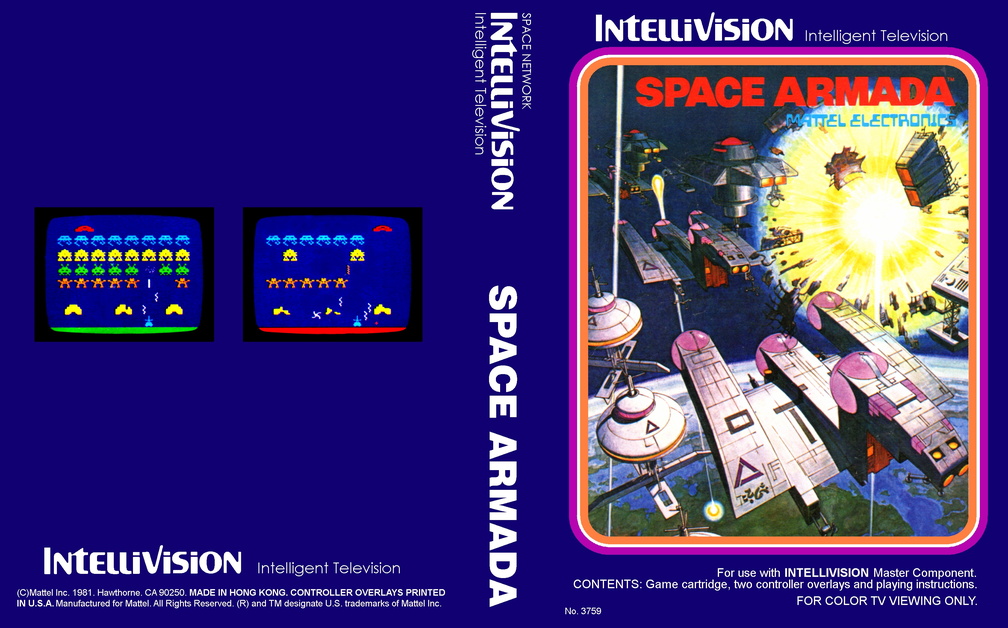 INTELLIVISION Intelligent Television
(C)Mattel Inc. 1981. Hawthorne. CA 90250. MADE IN HONG KONG. CONTROLLER OVERLAYS PRINTED
IN U.S.A. Manufactured for Mattel. All Rights Reserved. (R) and TM designate U.S. trademarks of Mattel Inc.
SPACE NETWORK
INTELLIVISION
Intelligent Television
SPACE ARMADA
INTELLIVISION Intelligent Television
SPACE ARMADA™
MATTEL ELECTRONICS
For use with INTELLIVISION Master Component.
CONTENTS: Game cartridge, two controller overlays and playing instructions.
FOR COLOR TV VIEWING ONLY.
No. 3759